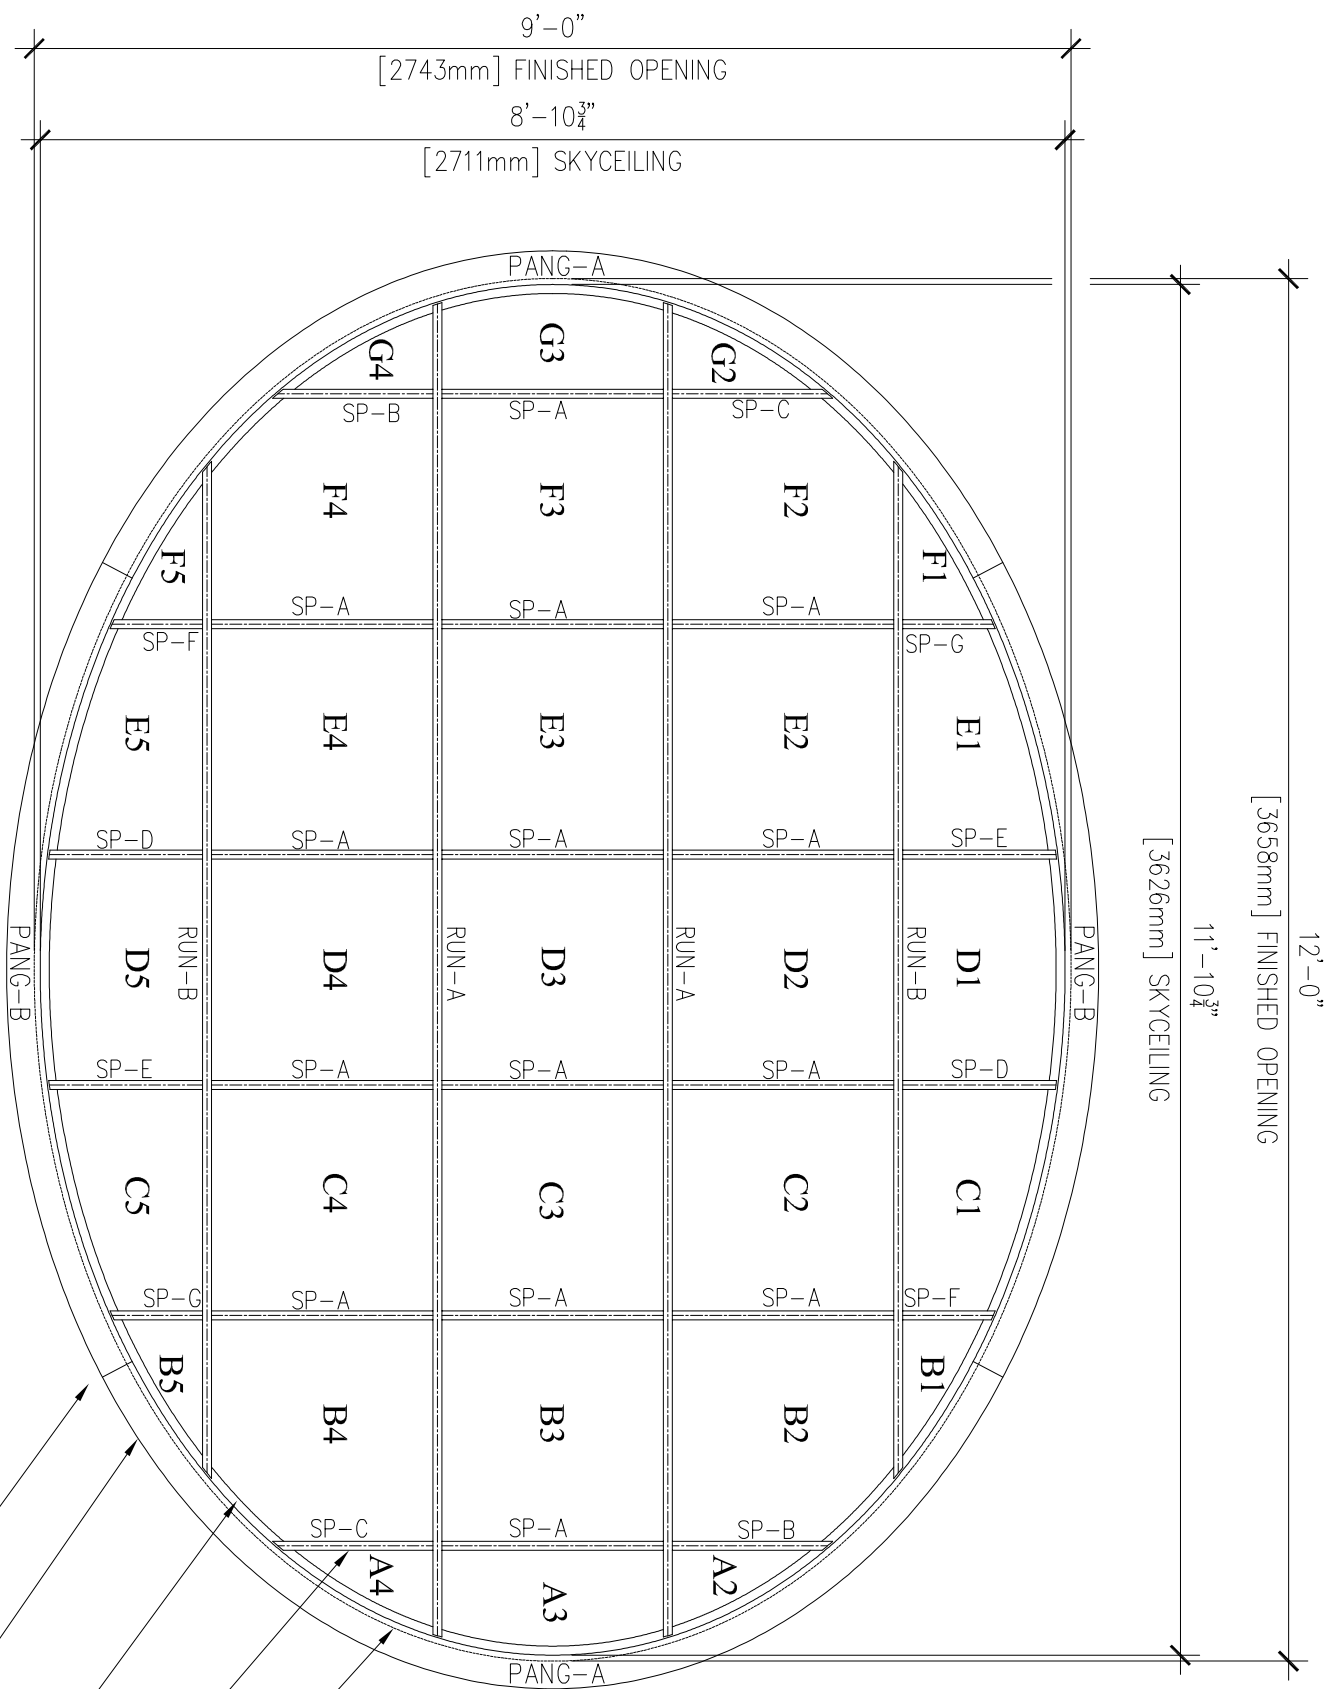 9'-0"
[2743mm] FINISHED OPENING
8'-10¾"
[2711mm] SKYCEILING
PANG-A
G4
G3
G2
SP-B
SP-A
SP-C
F4
F3
F2
F5
F1
SP-A
SP-A
SP-A
SP-F
SP-G
E5
E4
E3
E2
E1
SP-D
SP-A
SP-A
SP-A
SP-E
PANG-B
RUN-B
RUN-A
RUN-A
RUN-B
PANG-B
D5
D4
D3
D2
D1
SP-E
SP-A
SP-A
SP-A
SP-D
C5
C4
C3
C2
C1
SP-G
SP-A
SP-A
SP-A
SP-F
B5
B4
B3
B2
B1
SP-C
SP-A
SP-B
A4
A3
A2
PANG-A
12'-0"
[3658mm] FINISHED OPENING
11'-10¾"
[3626mm] SKYCEILING